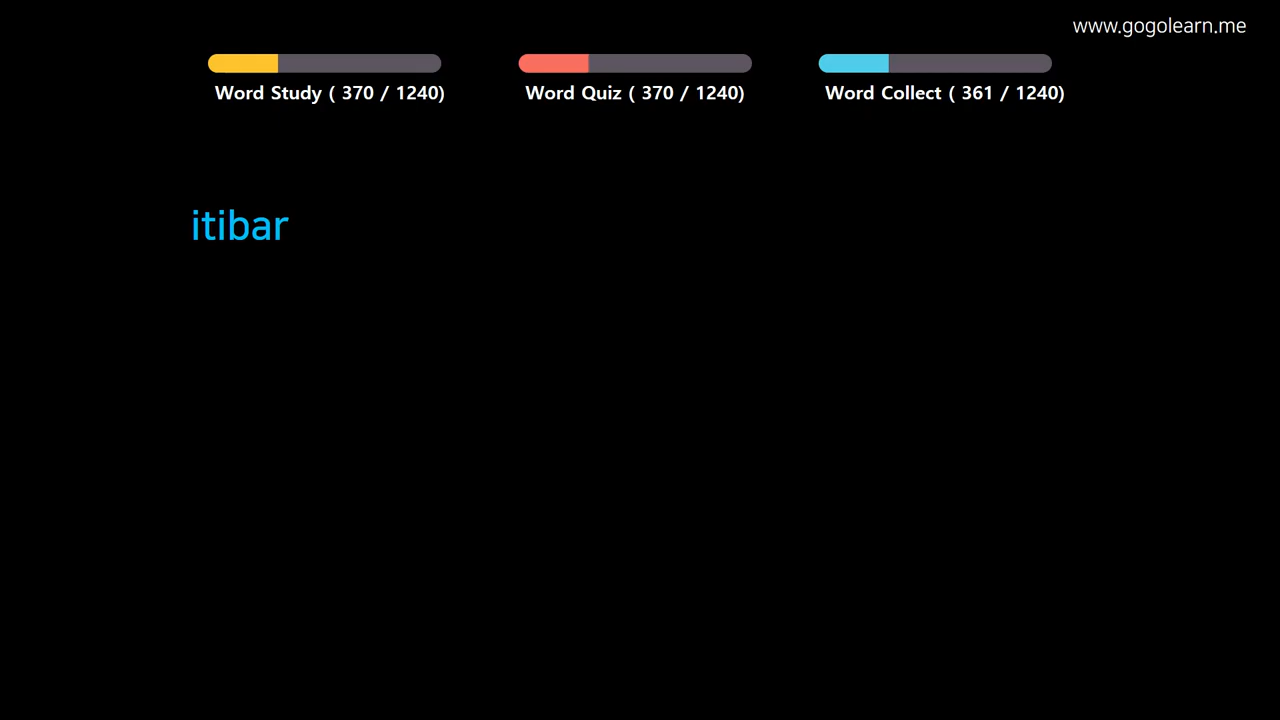 www.gogolearn.me
Word Study ( 370 / 1240)
Word Quiz ( 370 / 1240)
Word Collect ( 361 / 1240)
itibar